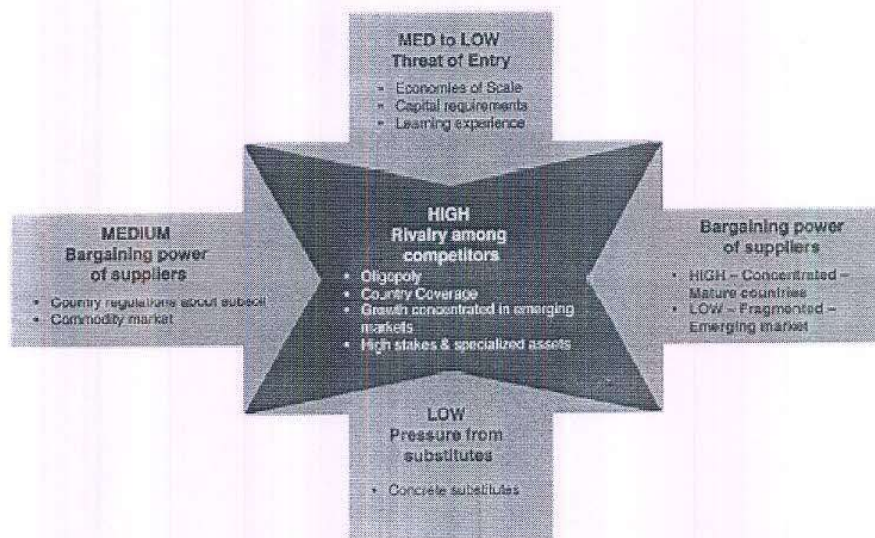 MED to LOW
Threat of Entry
• Economies of Scale
• Capital requirements
• Learning experience
HIGH
Rivalry among
competitors
• Oligopoly
• Country Coverage
• Growth concentrated in emerging
markets
• High stakes & specialized assets
MEDIUM
Bargaining power
of suppliers
• Country regulations about subsoil
• Commodity market
Bargaining power
of suppliers
• HIGH – Concentrated –
Mature countries
• LOW – Fragmented –
Emerging market
LOW
Pressure from
substitutes
• Concrete substitutes